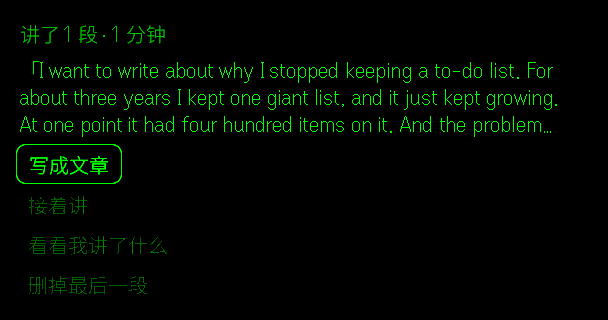 讲了1段·1分钟
「I want to write about why I stopped keeping a to-do list. For
about three years I kept one giant list, and it just kept growing.
At one point it had four hundred items on it. And the problem…
写成文章
接着讲
看看我讲了什么
删掉最后一段